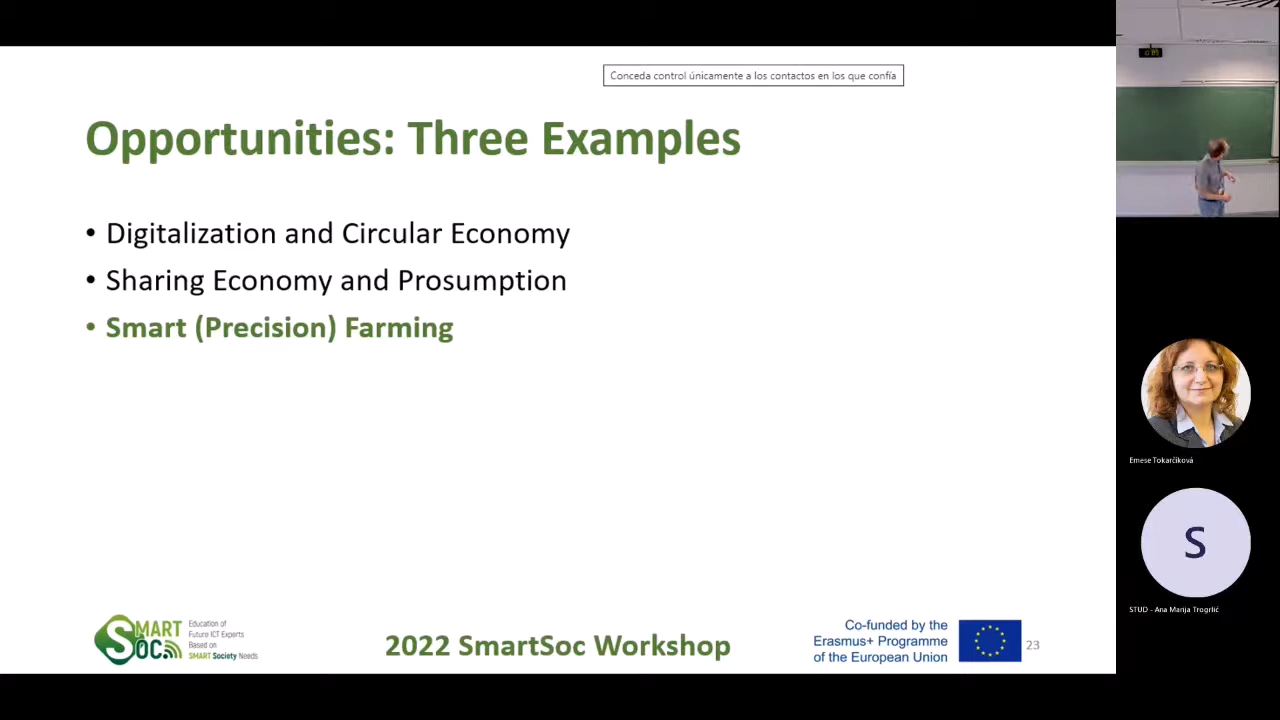 Conceda control únicamente a los contactos en los que confía
Opportunities: Three Examples
• Digitalization and Circular Economy
• Sharing Economy and Prosumption
• Smart (Precision) Farming
SMART SOC
Education of
Future ICT Experts
Based on
SMART Society Needs
2022 SmartSoc Workshop
Co-funded by the
Erasmus+ Programme
of the European Union
23
Emese Tokarčíková
S
STUD - Ana Marija Trogrlić